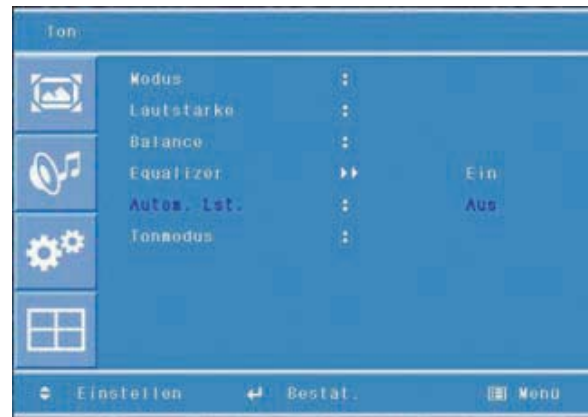 Ton
Modus :
Lautstarke :
Balance :
Equalizer Ein
Autom. Lst. : Aus
Tonmodus :
Einstellen Bestät. Menü